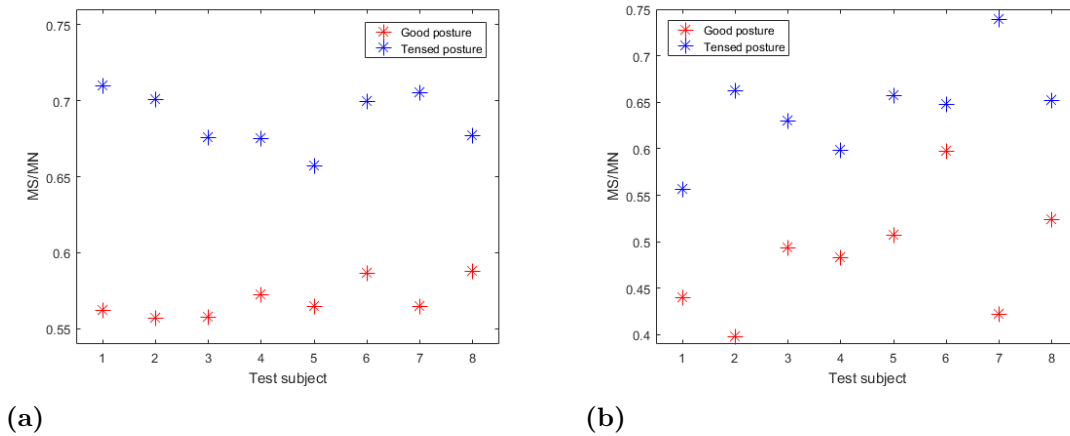 0.75
0.7
0.65
0.6
0.55
MS/MN
1 2 3 4 5 6 7 8
Test subject
Good posture
Tensed posture
(a)
0.75
0.7
0.65
0.6
0.55
0.5
0.45
0.4
MS/MN
1 2 3 4 5 6 7 8
Test subject
Good posture
Tensed posture
(b)